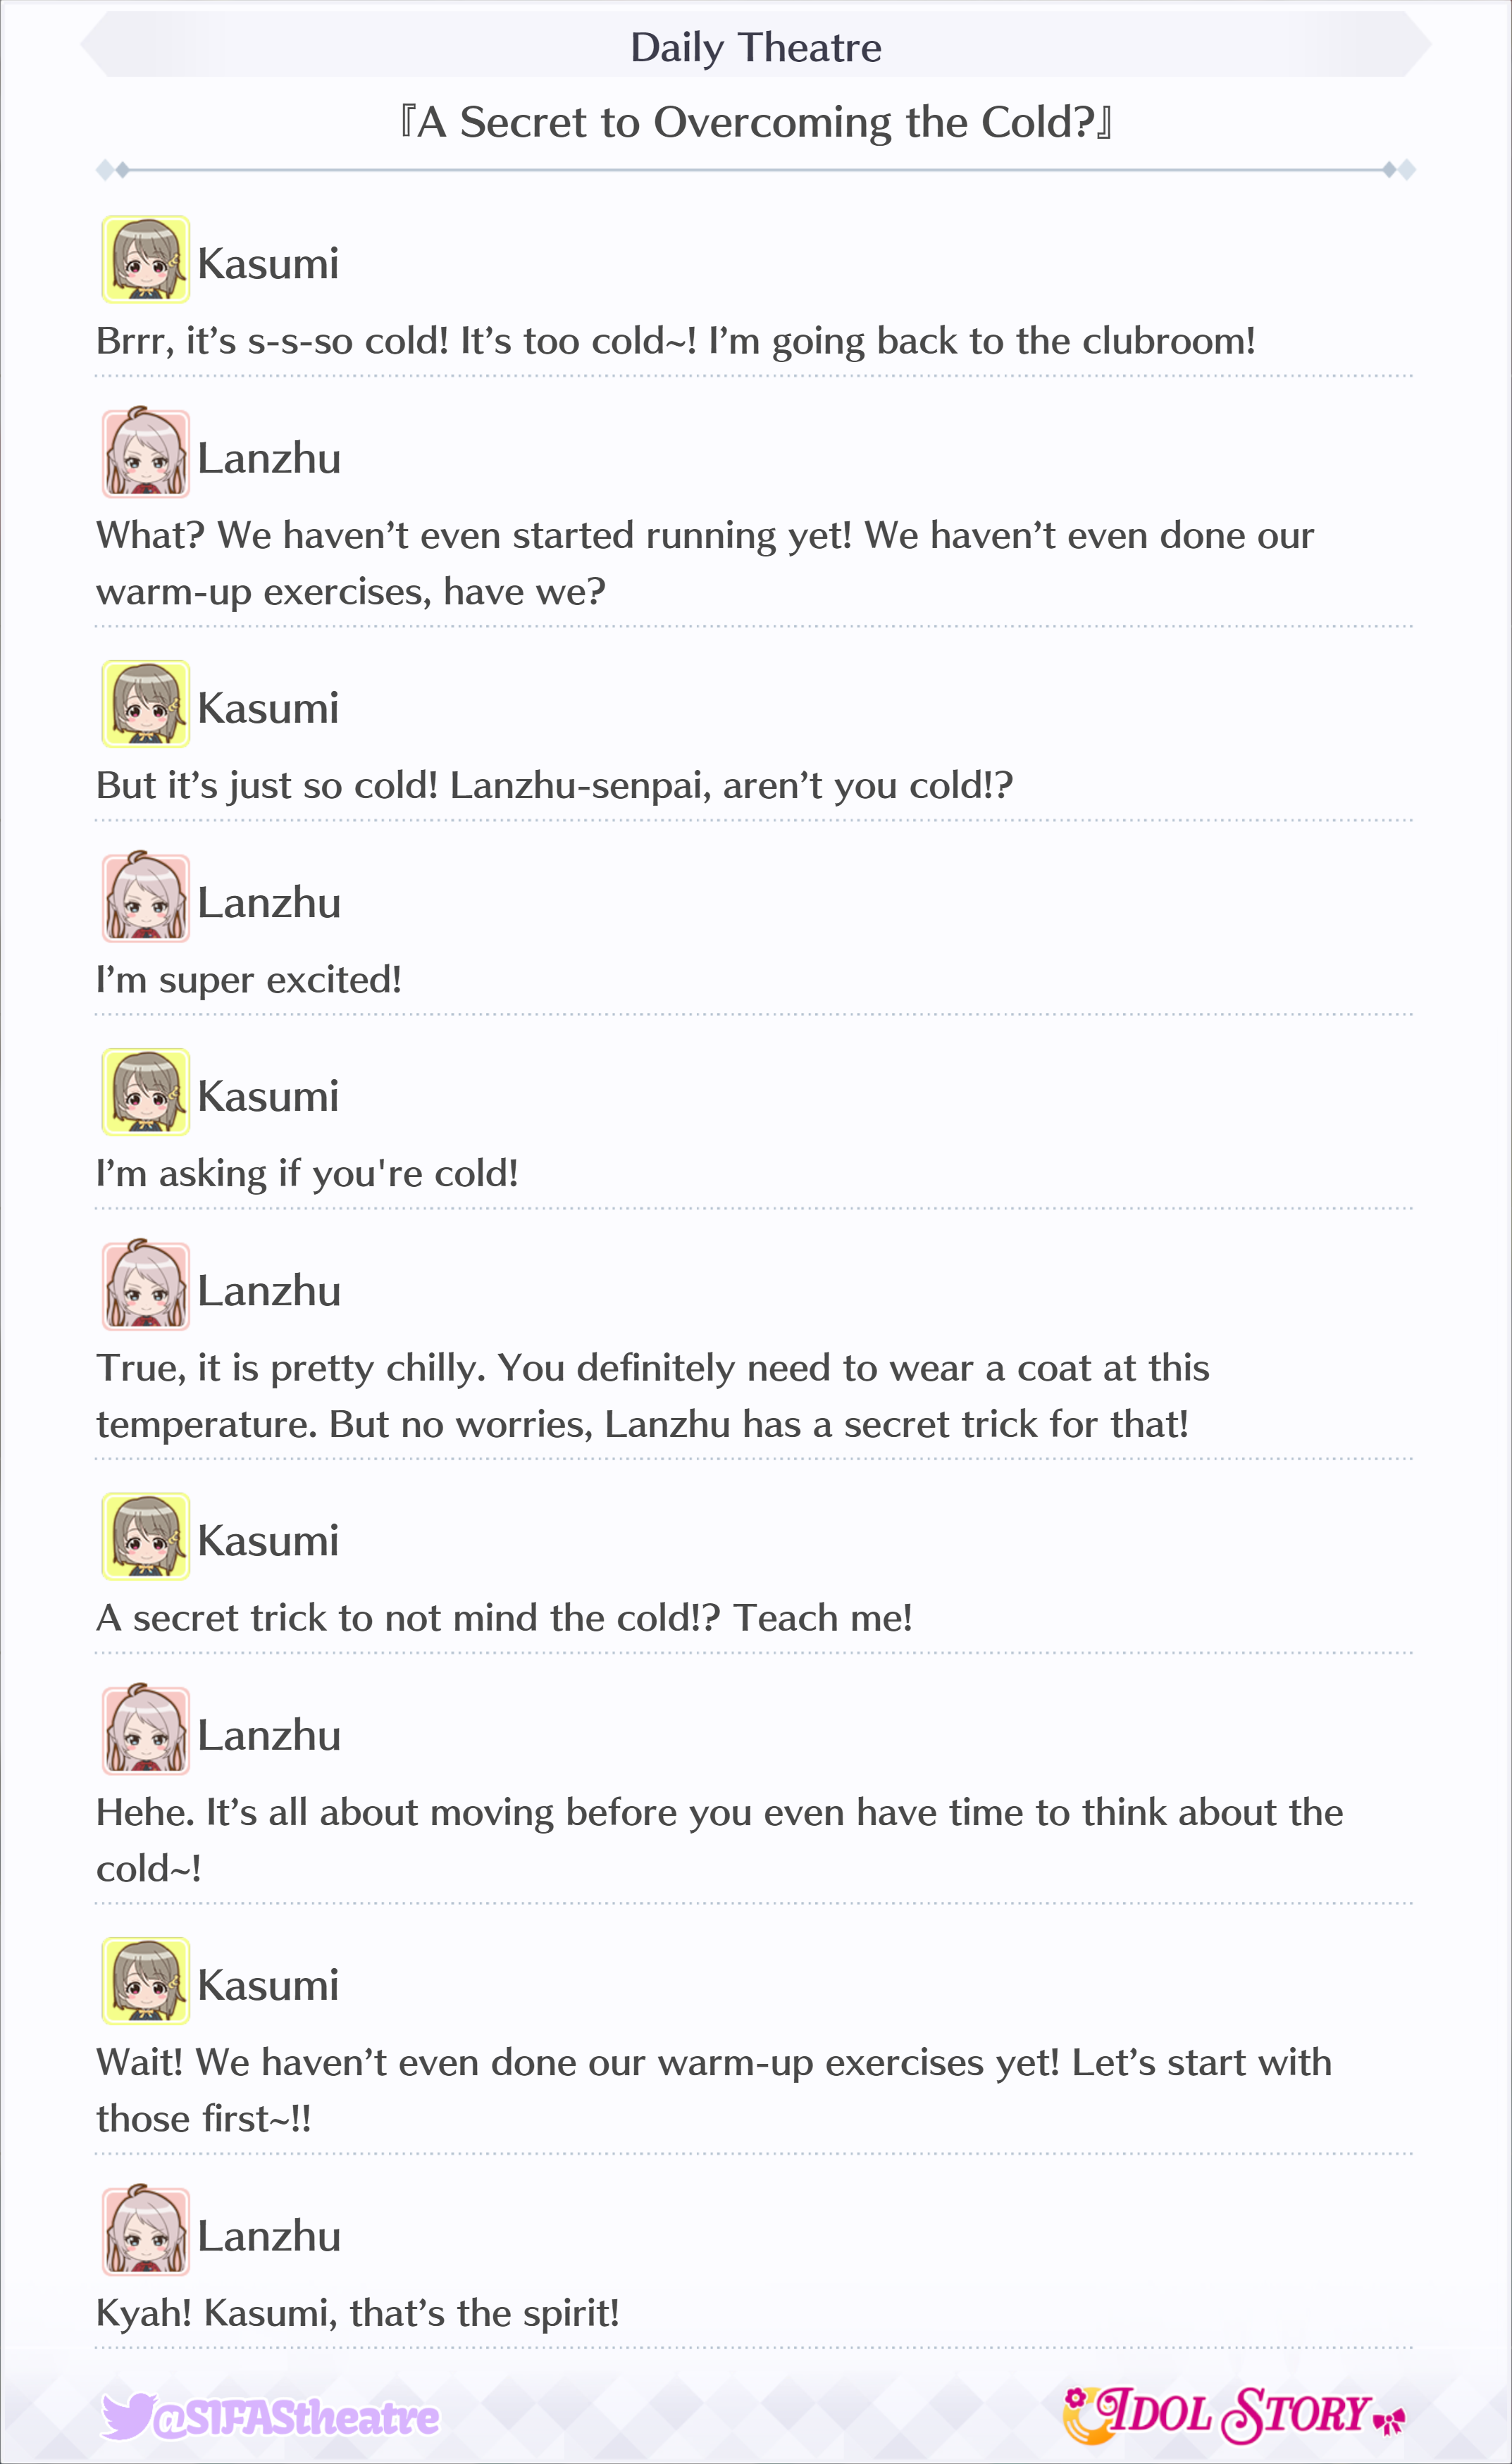 Daily Theatre
『A Secret to Overcoming the Cold?』
Kasumi
Brrr, it’s s-s-so cold! It’s too cold~! I’m going back to the clubroom!
Lanzhu
What? We haven’t even started running yet! We haven’t even done our
warm-up exercises, have we?
Kasumi
But it’s just so cold! Lanzhu-senpai, aren’t you cold!?
Lanzhu
I’m super excited!
Kasumi
I’m asking if you're cold!
Lanzhu
True, it is pretty chilly. You definitely need to wear a coat at this
temperature. But no worries, Lanzhu has a secret trick for that!
Kasumi
A secret trick to not mind the cold!? Teach me!
Lanzhu
Hehe. It’s all about moving before you even have time to think about the
cold~!
Kasumi
Wait! We haven’t even done our warm-up exercises yet! Let’s start with
those first~!!
Lanzhu
Kyah! Kasumi, that’s the spirit!
@SIFAStheatre
IDOL STORY